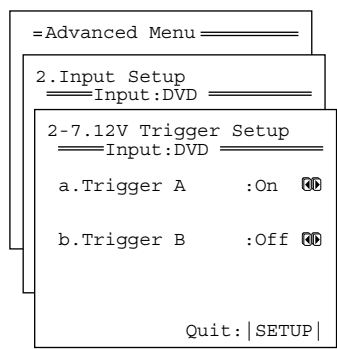 Advanced Menu
2.Input Setup
Input:DVD
2-7.12V Trigger Setup
Input:DVD
a.Trigger A :On
b.Trigger B :Off
Quit:|SETUP|